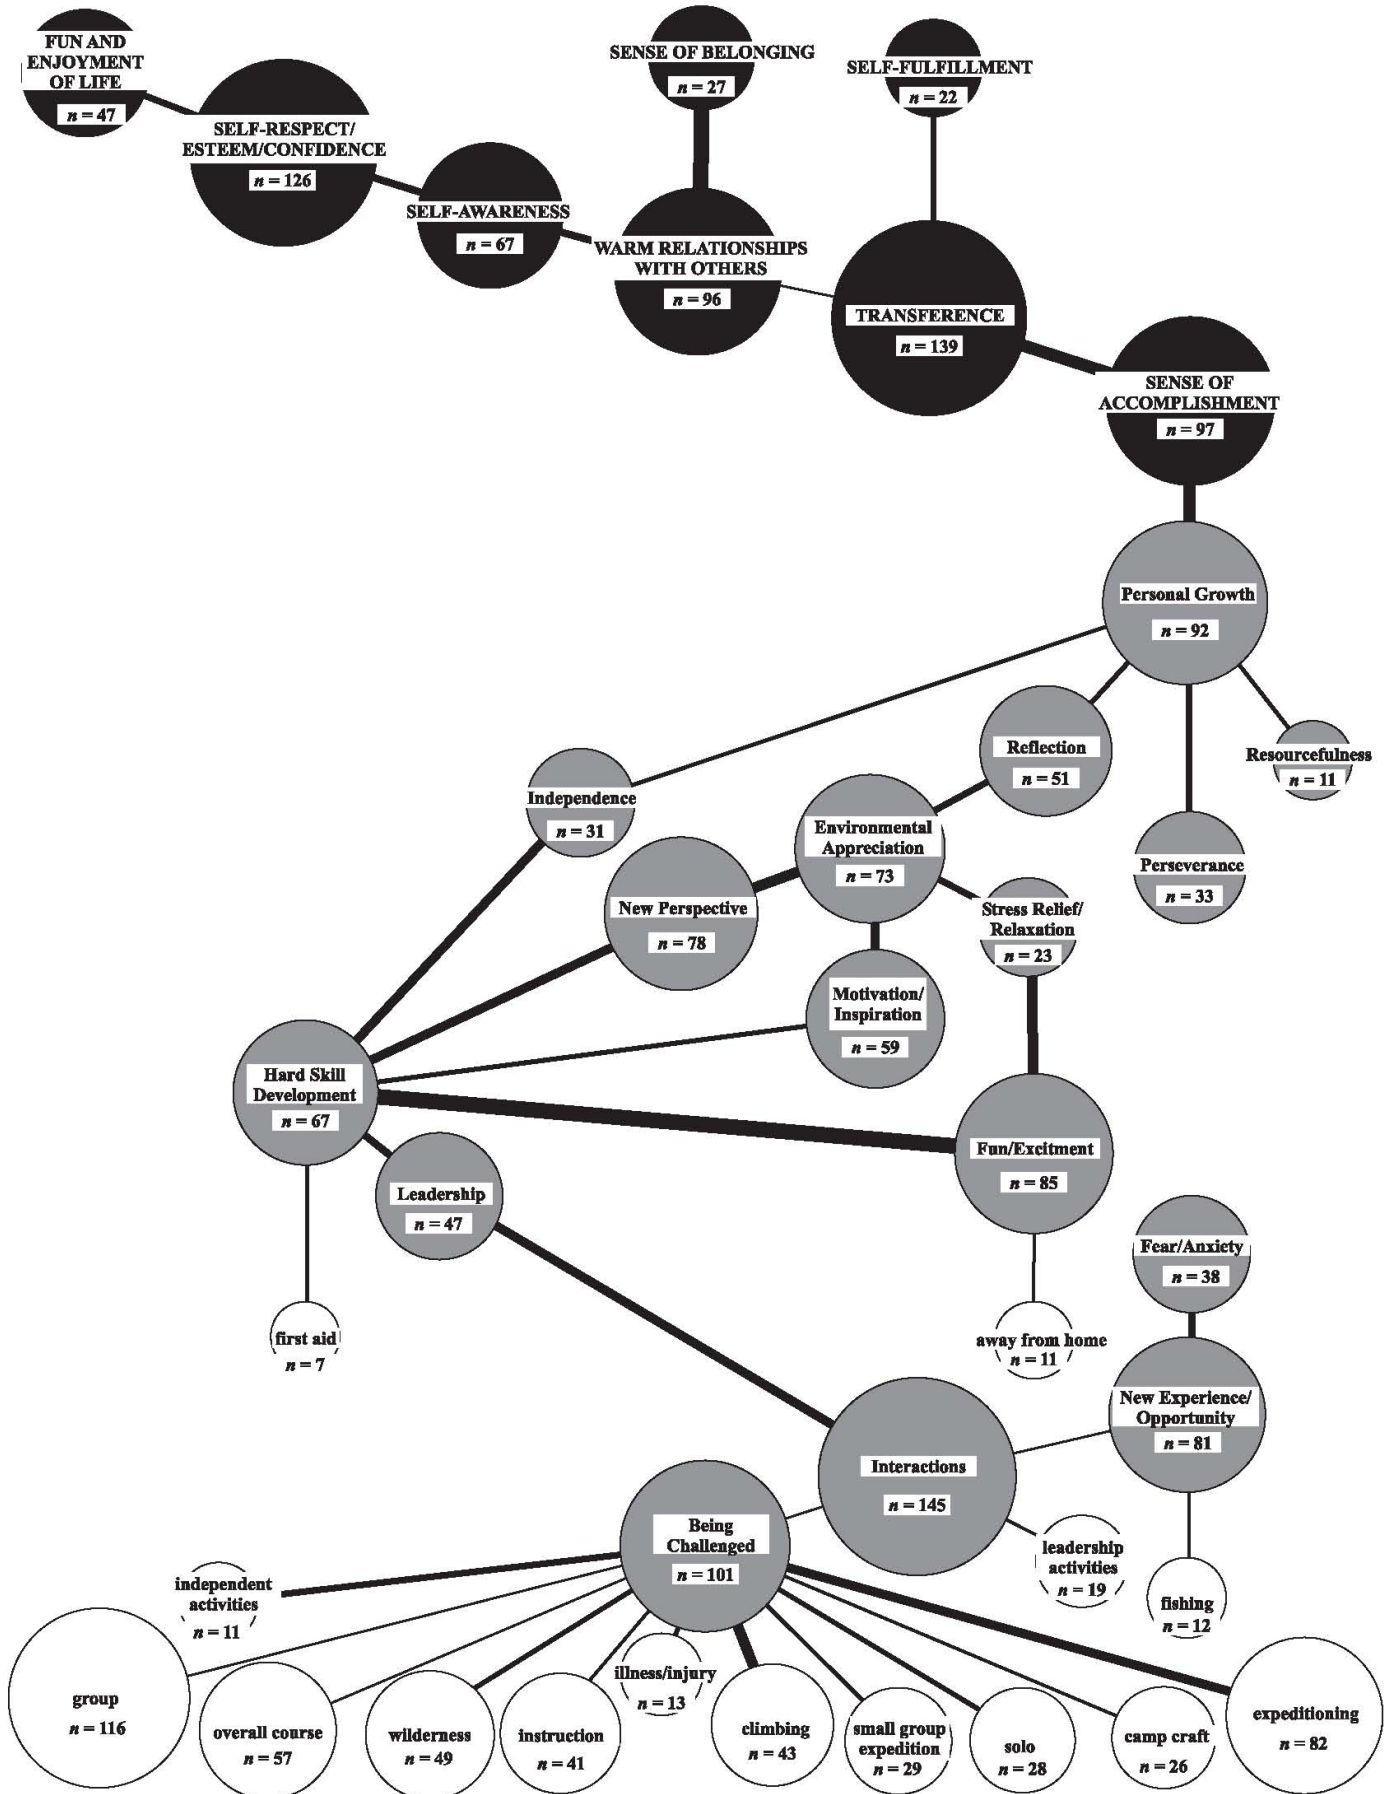 FUN AND
ENJOYMENT
OF LIFE
n = 47
SELF-RESPECT/
ESTEEM/CONFIDENCE
n = 126
SELF-AWARENESS
n = 67
SENSE OF BELONGING
n = 27
WARM RELATIONSHIPS
WITH OTHERS
n = 96
SELF-FULFILLMENT
n = 22
TRANSFERENCE
n = 139
SENSE OF
ACCOMPLISHMENT
n = 97
Personal Growth
n = 92
Reflection
n = 51
Resourcefulness
n = 11
Independence
n = 31
Environmental
Appreciation
n = 73
Perseverance
n = 33
New Perspective
n = 78
Stress Relief/
Relaxation
n = 23
Motivation/
Inspiration
n = 59
Hard Skill
Development
n = 67
Fun/Excitment
n = 85
Leadership
n = 47
Fear/Anxiety
n = 38
first aid
n = 7
away from home
n = 11
New Experience/
Opportunity
n = 81
Interactions
n = 145
Being
Challenged
n = 101
leadership
activities
n = 19
fishing
n = 12
independent
activities
n = 11
group
n = 116
overall course
n = 57
wilderness
n = 49
instruction
n = 41
illness/injury
n = 13
climbing
n = 43
small group
expedition
n = 29
solo
n = 28
camp craft
n = 26
expeditioning
n = 82